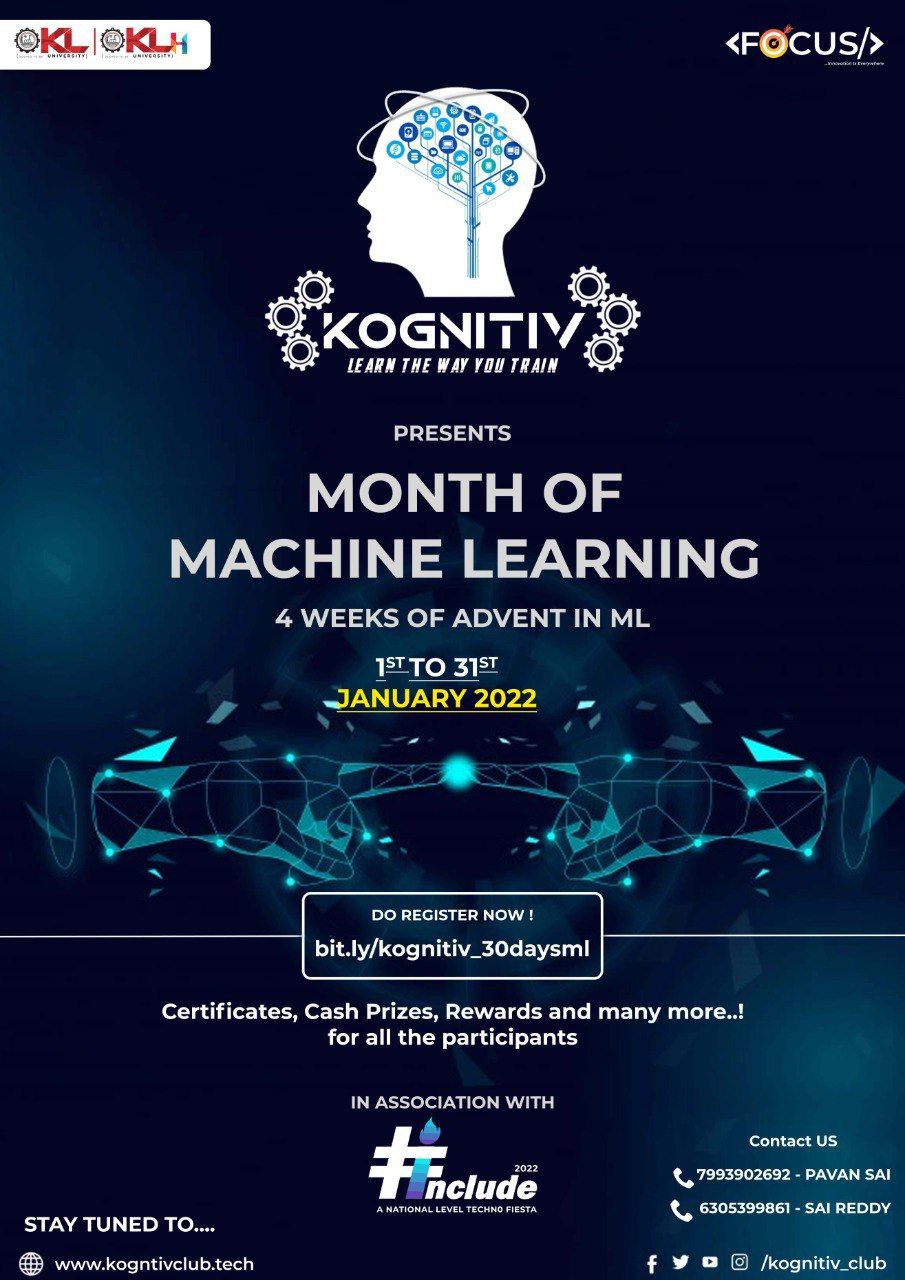 KL | KLH
UNIVERSITY UNIVERSITY
<FOCUS/>
...Innovation Is Everywhere
KOGNITIV
LEARN THE WAY YOU TRAIN
PRESENTS
MONTH OF
MACHINE LEARNING
4 WEEKS OF ADVENT IN ML
1ST TO 31ST
JANUARY 2022
DO REGISTER NOW !
bit.ly/kognitiv_30daysml
Certificates, Cash Prizes, Rewards and many more..!
for all the participants
IN ASSOCIATION WITH
2022
#include
A NATIONAL LEVEL TECHNO FIESTA
Contact US
7993902692 - PAVAN SAI
6305399861 - SAI REDDY
STAY TUNED TO....
www.kogntivclub.tech
/kognitiv_club